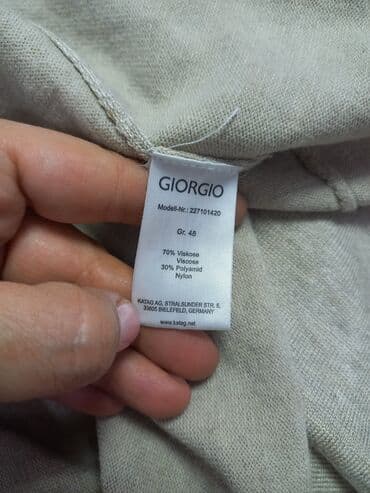 GIORGIO
Modell-Nr.: 227101420
Gr. 48
70% Viskose
Viscose
30% Polyamid
Nylon
KATAG AG, STRALSUNDER STR. 5,
33605 BIELEFELD, GERMANY
www.katag.net